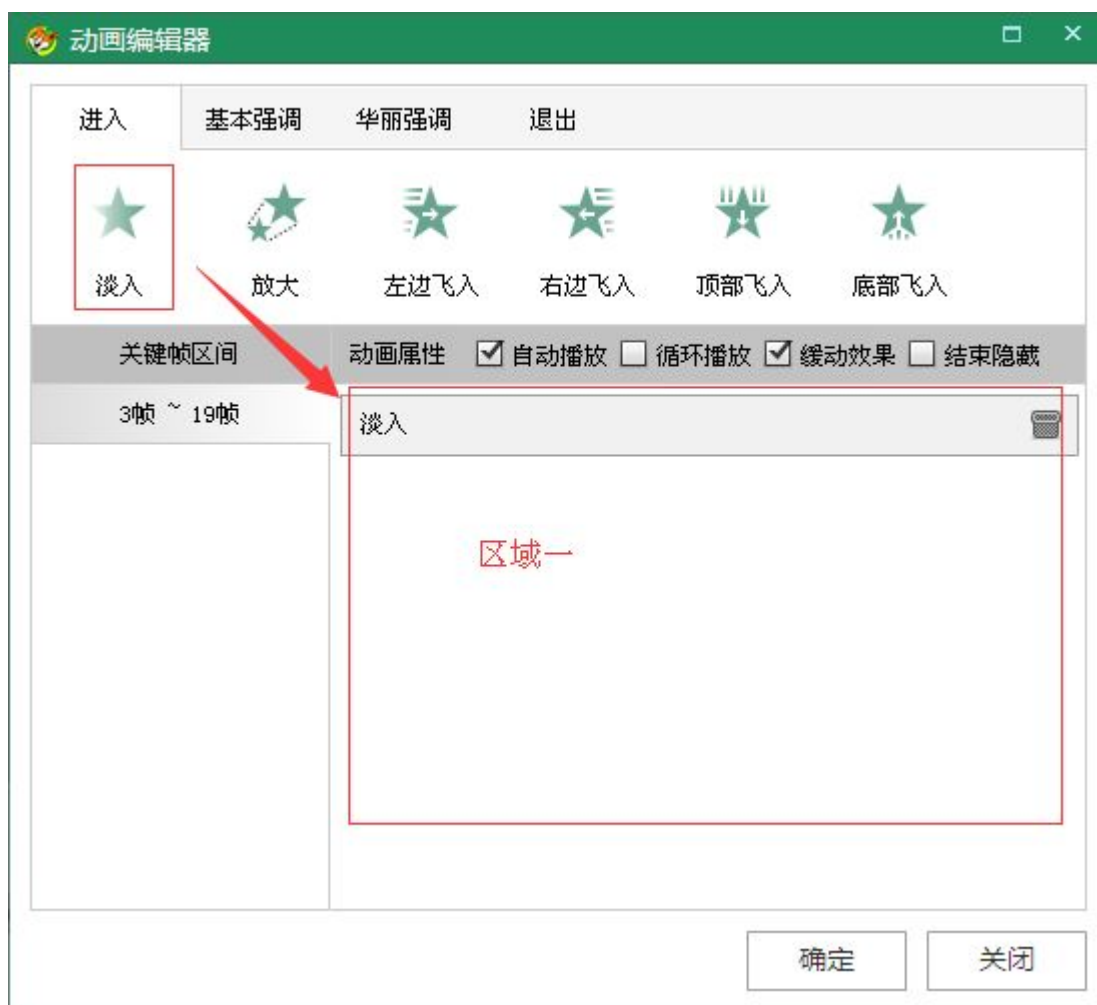 动画编辑器
进入 基本强调 华丽强调 退出
淡入 放大 左边飞入 右边飞入 顶部飞入 底部飞入
关键帧区间 动画属性 自动播放 循环播放 缓动效果 结束隐藏
3帧 ~ 19帧 淡入
区域一
确定 关闭